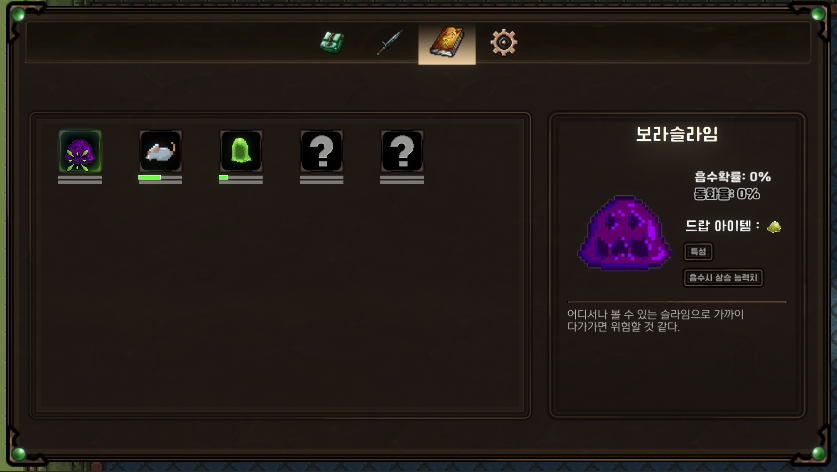 보라슬라임
흡수확률: 0%
동화율: 0%
드랍 아이템 :
특성
흡수시 상승 능력치
?
?
어디서나 볼 수 있는 슬라임으로 가까이
다가가면 위험할 것 같다.